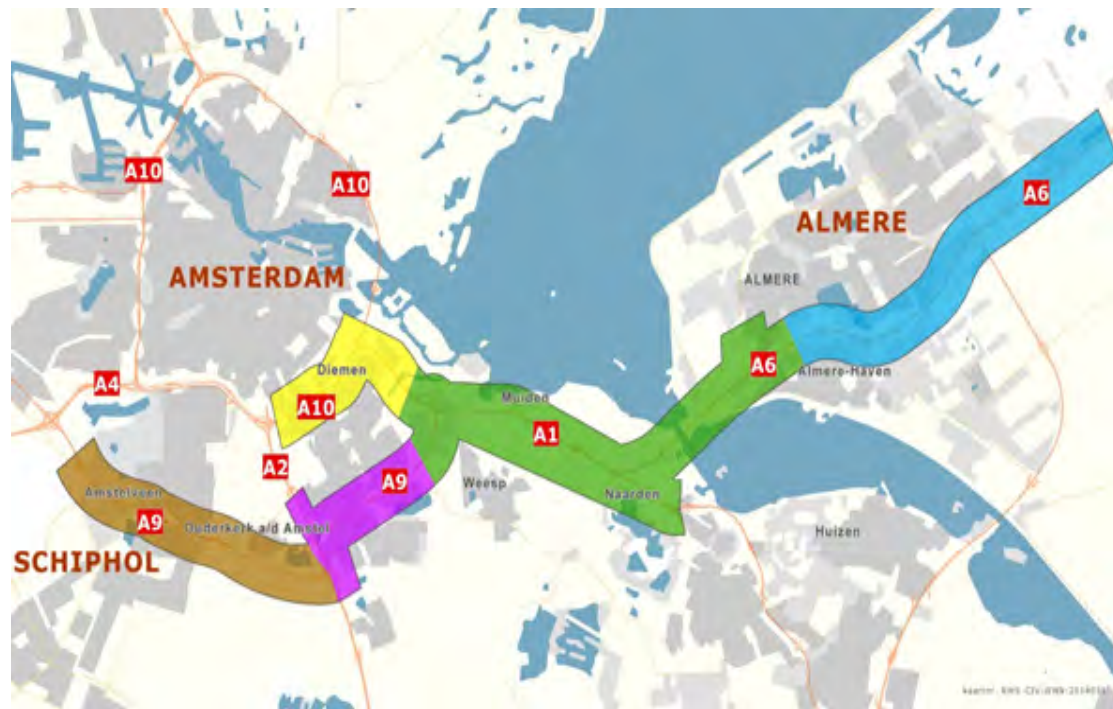 A10
A10
A6
ALMERE
AMSTERDAM
ALMERE
Diemen
A6
Almere-Haven
A4
Muiden
A10
A1
A2
A9
Weesp
Amstelveen
Naarden
A9
Ouderkerk a/d Amstel
Huizen
SCHIPHOL